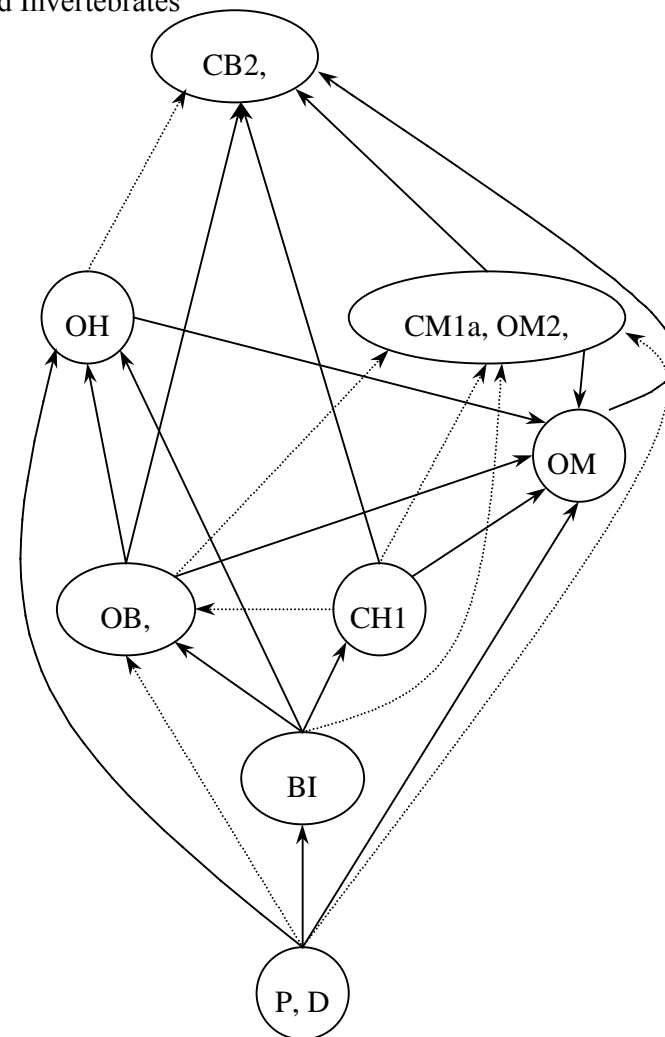 d Invertebrates
CB2,
OH
CM1a, OM2,
OM
OB,
CH1
BI
P, D